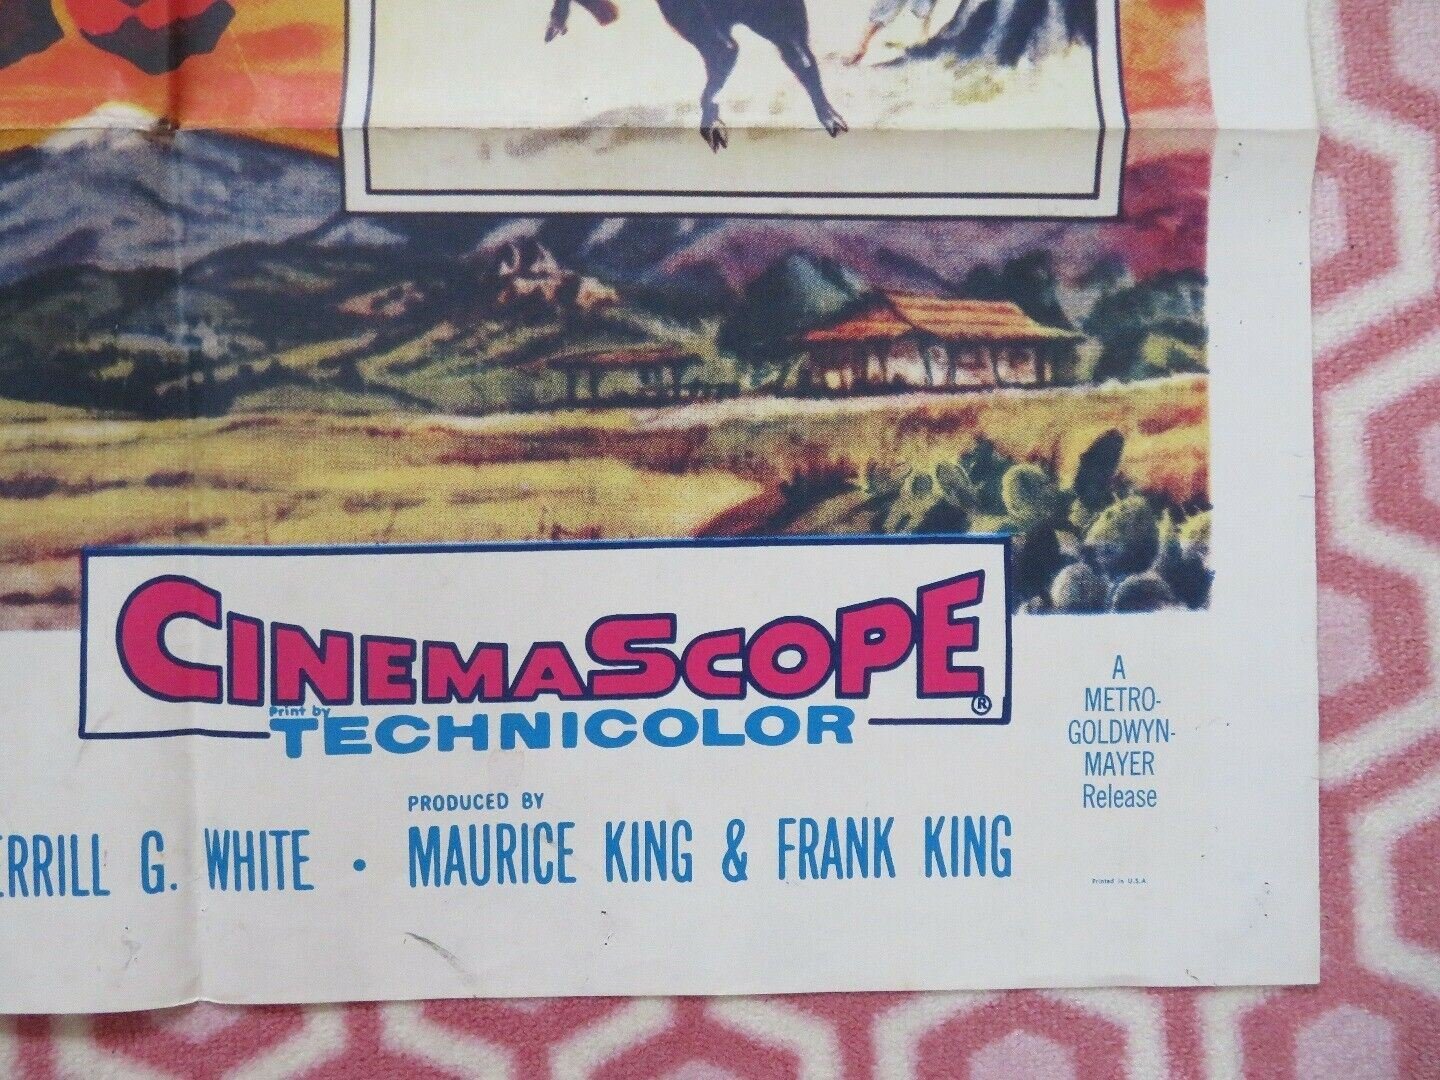 CINEMASCOPE ®
Print by
TECHNICOLOR
A
METRO-
GOLDWYN-
MAYER
Release
PRODUCED BY
ERRILL G. WHITE • MAURICE KING & FRANK KING
Printed in U.S.A.